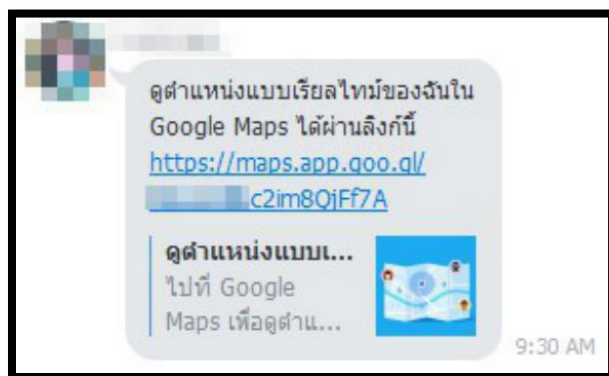 ดูตำแหน่งแบบเรียลไทม์ของฉันใน
Google Maps ได้ผ่านลิงก์นี้
https://maps.app.goo.gl/
c2im8QjFf7A
ดูตำแหน่งแบบเ...
ไปที่ Google
Maps เพื่อดูตำแ...
9:30 AM